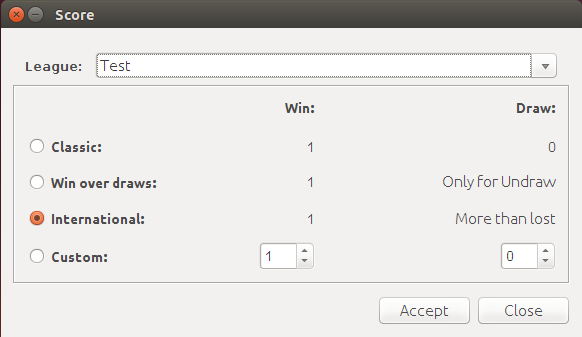 Score
League: Test
Win: Draw:
Classic: 1 0
Win over draws: 1 Only for Undraw
International: 1 More than lost
Custom: 1 0
Accept Close